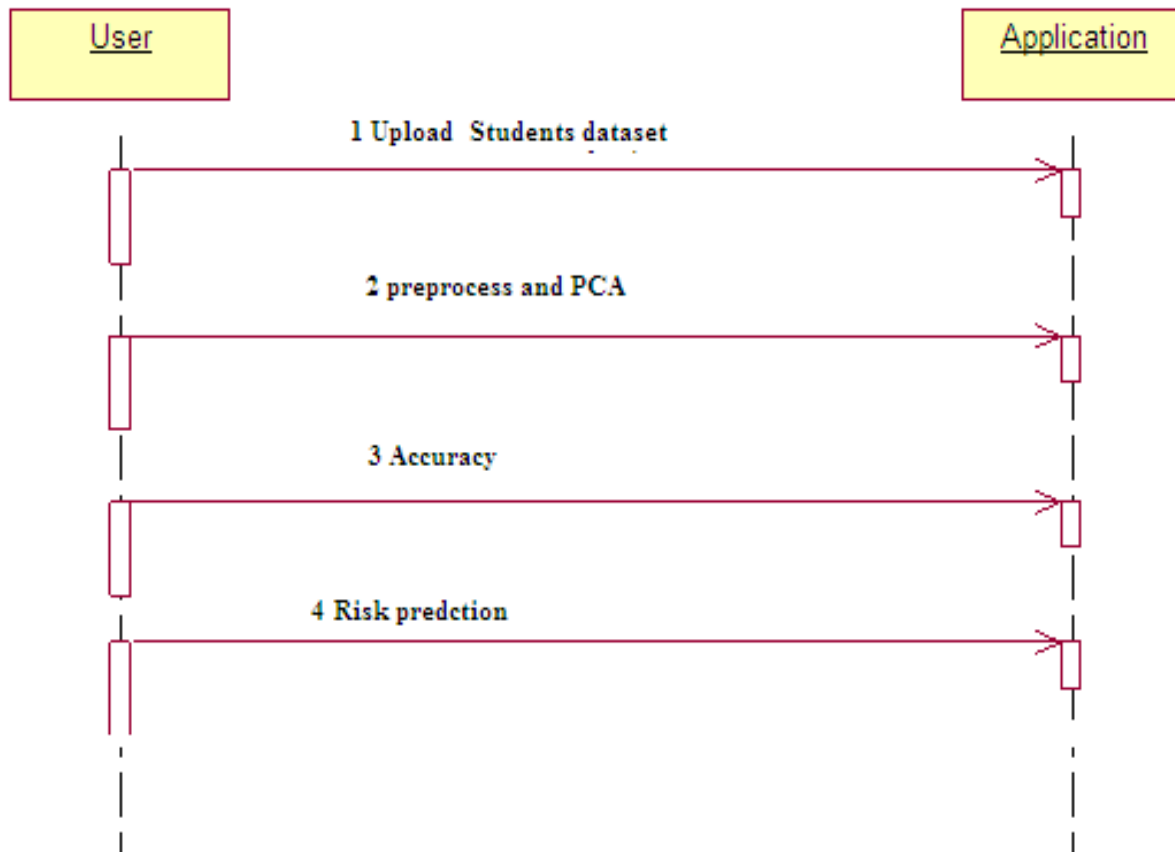 User
Application
1 Upload Students dataset
2 preprocess and PCA
3 Accuracy
4 Risk predction